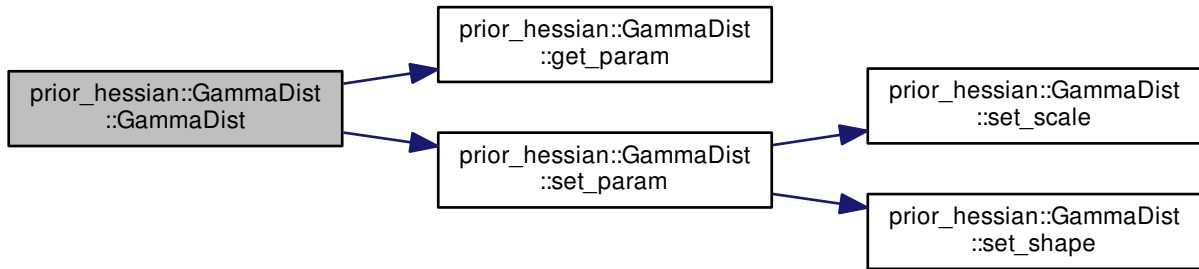 prior_hessian::GammaDist
::GammaDist
prior_hessian::GammaDist
::get_param
prior_hessian::GammaDist
::set_param
prior_hessian::GammaDist
::set_scale
prior_hessian::GammaDist
::set_shape